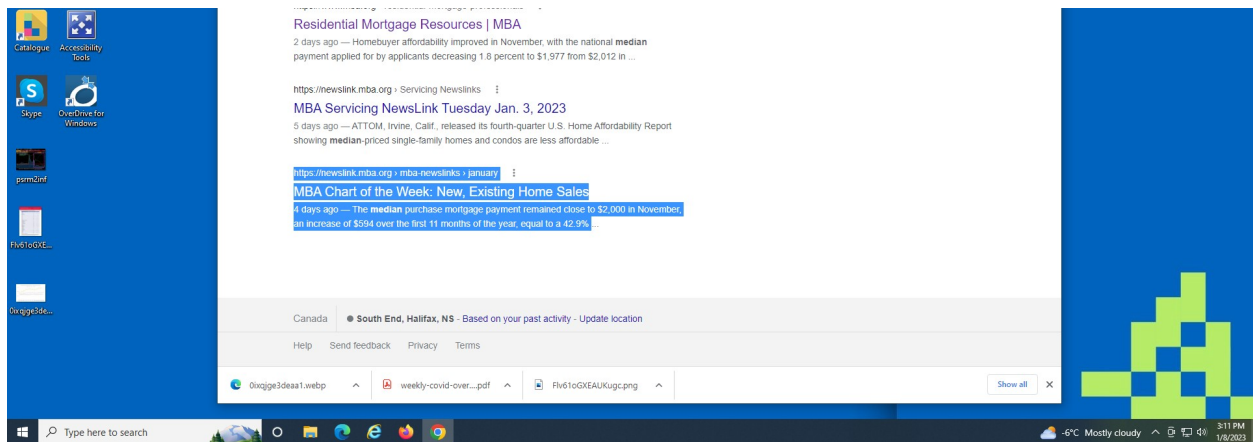 Residential Mortgage Resources | MBA
2 days ago — Homebuyer affordability improved in November, with the national median
payment applied for by applicants decreasing 1.8 percent to $1,977 from $2,012 in ...
https://newslink.mba.org › Servicing Newslinks
MBA Servicing NewsLink Tuesday Jan. 3, 2023
5 days ago — ATTOM, Irvine, Calif., released its fourth-quarter U.S. Home Affordability Report
showing median-priced single-family homes and condos are less affordable ...
https://newslink.mba.org › mba-newslinks › january
MBA Chart of the Week: New, Existing Home Sales
4 days ago — The median purchase mortgage payment remained close to $2,000 in November,
an increase of $594 over the first 11 months of the year, equal to a 42.9% ...
Catalogue
Accessibility
Tools
Skype
OverDrive for
Windows
psrm2inf
FIv61oGXE...
0ixqjge3de...
Canada
South End, Halifax, NS - Based on your past activity - Update location
Help Send feedback Privacy Terms
0ixqjge3deaa1.webp
weekly-covid-over....pdf
FIv61oGXEAUKugc.png
Show all
Type here to search
-6°C Mostly cloudy
3:11 PM
1/8/2023